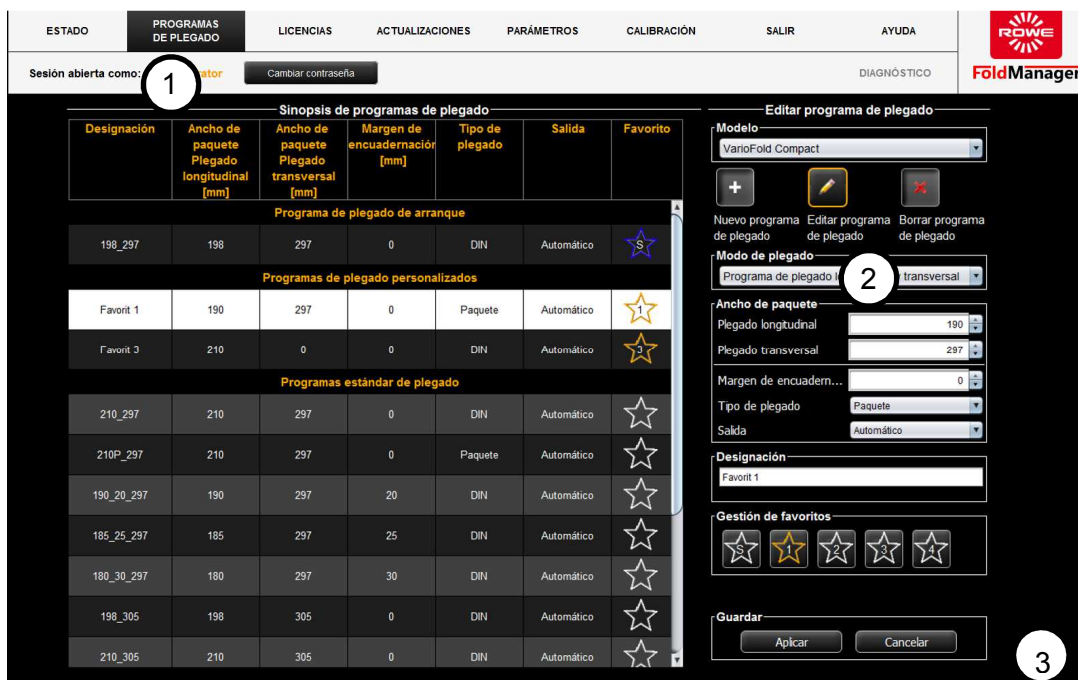 ESTADO
PROGRAMAS
DE PLEGADO
LICENCIAS
ACTUALIZACIONES
PARÁMETROS
CALIBRACIÓN
SALIR
AYUDA
ROWE
FoldManager
Sesión abierta como:
1
Cambiar contraseña
DIAGNÓSTICO
Sinopsis de programas de plegado
Designación
Ancho de
paquete
Plegado
longitudinal
[mm]
Ancho de
paquete
Plegado
transversal
[mm]
Margen de
encuadernación
[mm]
Tipo de
plegado
Salida
Favorito
Programa de plegado de arranque
198_297 198 297 0 DIN Automático S
Programas de plegado personalizados
Favorit 1 190 297 0 Paquete Automático 1
Favorit 3 210 0 0 DIN Automático 3
Programas estándar de plegado
210_297 210 297 0 DIN Automático
210P_297 210 297 0 Paquete Automático
190_20_297 190 297 20 DIN Automático
185_25_297 185 297 25 DIN Automático
180_30_297 180 297 30 DIN Automático
198_305 198 305 0 DIN Automático
210_305 210 305 0 DIN Automático
Editar programa de plegado
Modelo
VarioFold Compact
Nuevo programa
de plegado
Editar programa
de plegado
Borrar programa
de plegado
Modo de plegado
Programa de plegado 2 transversal
Ancho de paquete
Plegado longitudinal 190
Plegado transversal 297
Margen de encuadern... 0
Tipo de plegado Paquete
Salida Automático
Designación
Favorit 1
Gestión de favoritos
S 1 2 3 4
Guardar
Aplicar Cancelar
3